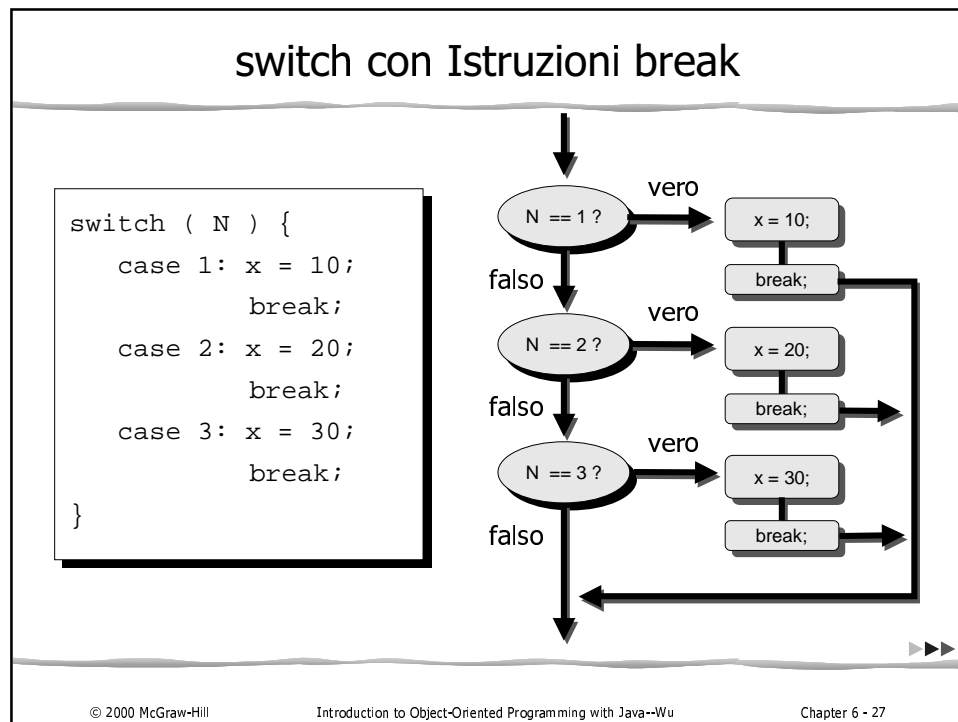 switch con Istruzioni break
switch ( N ) {
case 1: x = 10;
break;
case 2: x = 20;
break;
case 3: x = 30;
break;
}
N == 1 ?
vero
x = 10;
break;
falso
N == 2 ?
vero
x = 20;
break;
falso
N == 3 ?
vero
x = 30;
break;
falso
© 2000 McGraw-Hill Introduction to Object-Oriented Programming with Java--Wu Chapter 6 - 27